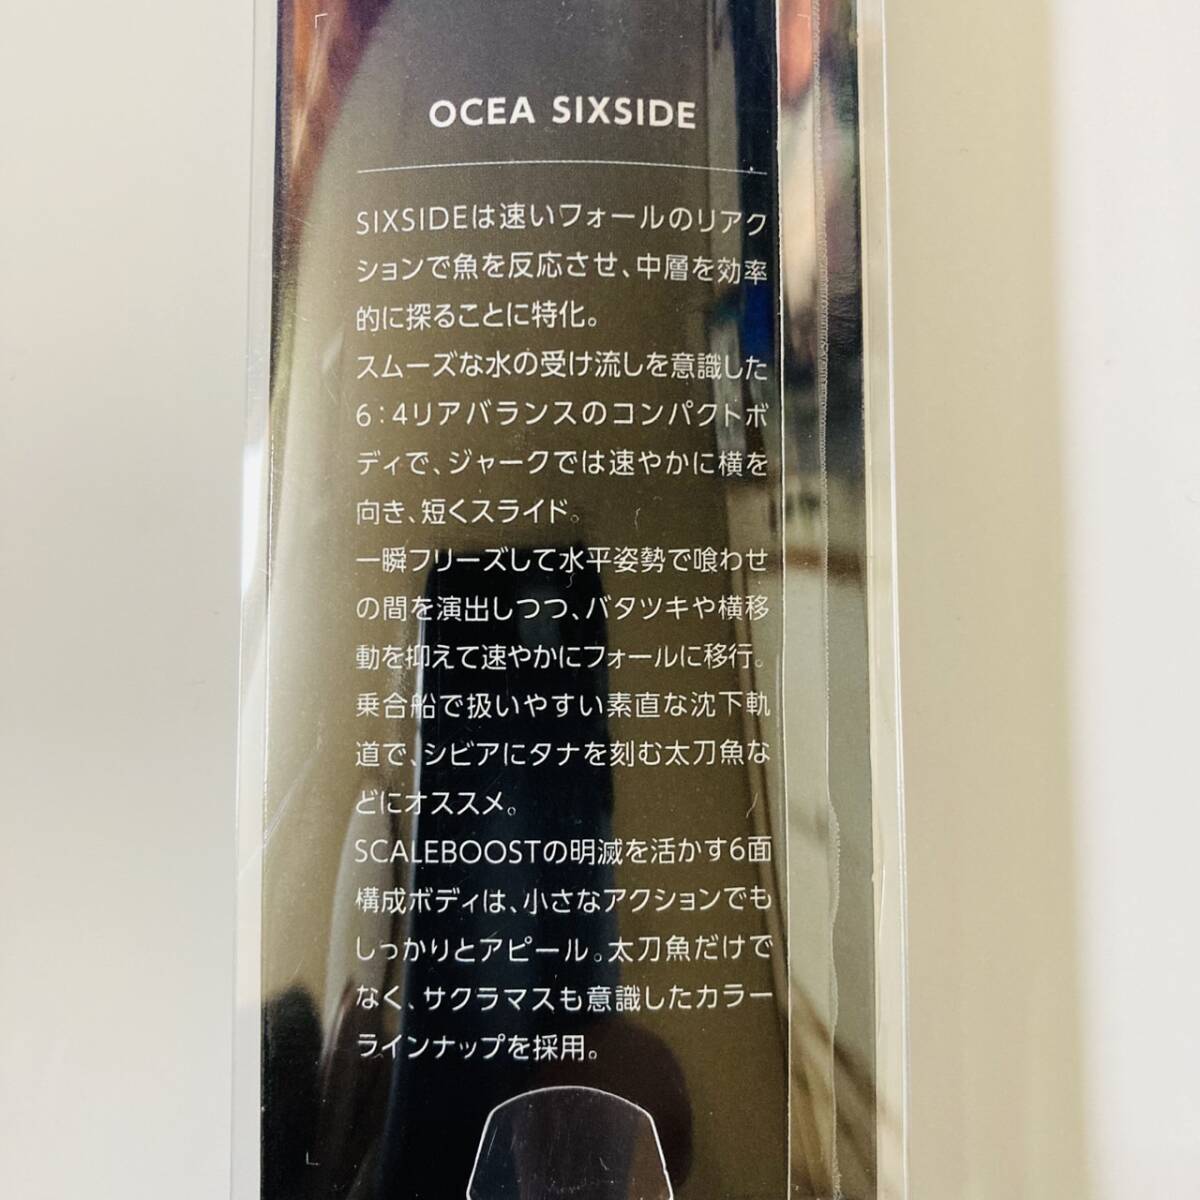 OCEA SIXSIDE
SIXSIDEは速いフォールのリアク
ションで魚を反応させ、中層を効率
的に探ることに特化。
スムーズな水の受け流しを意識した
6:4リアバランスのコンパクトボ
ディで、ジャークでは速やかに横を
向き、短くスライド。
一瞬フリーズして水平姿勢で喰わせ
の間を演出しつつ、バタツキや横移
動を抑えて速やかにフォールに移行。
乗合船で扱いやすい素直な沈下軌
道で、シビアにタナを刻む太刀魚な
どにオススメ。
SCALEBOOSTの明滅を活かす6面
構成ボディは、小さなアクションでも
しっかりとアピール。太刀魚だけで
なく、サクラマスも意識したカラー
ラインナップを採用。